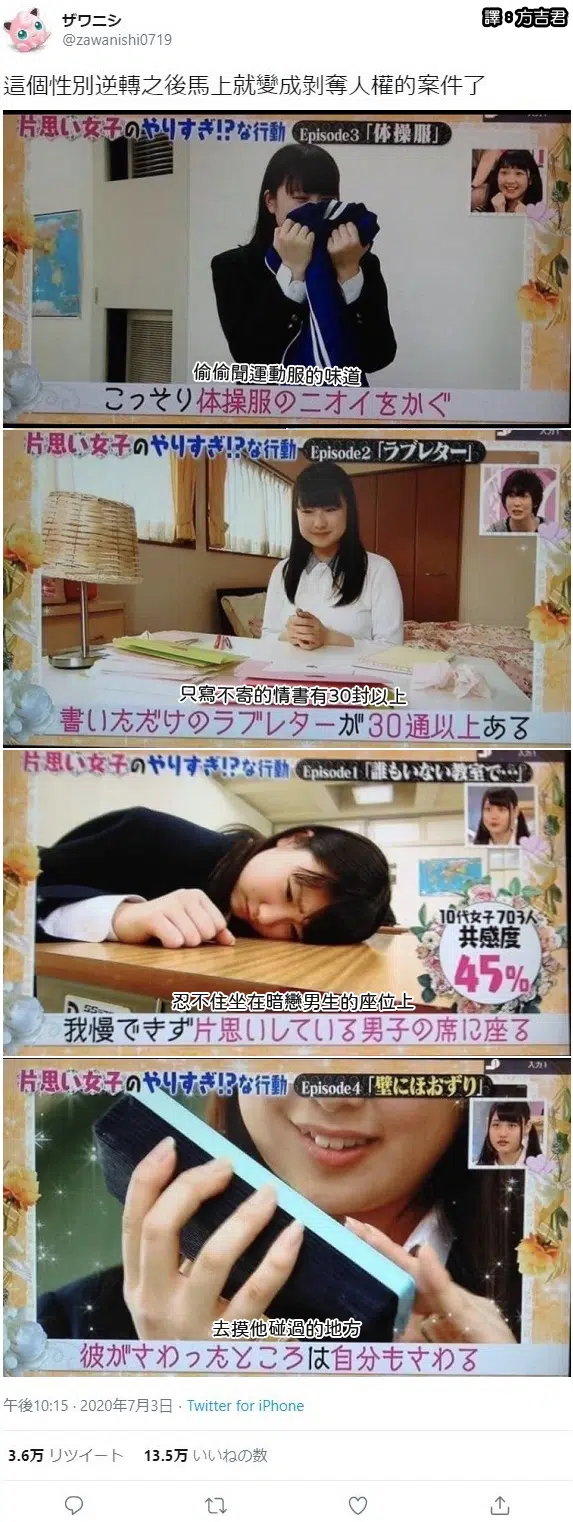 譯:方吉君
ザワニシ
@zawanishi0719
這個性別逆轉之後馬上就變成剝奪人權的案件了
片思い女子のやりすぎ!?な行動 Episode3「体操服」
偷偷聞運動服的味道
こっそり体操服のニオイをかぐ
片思い女子のやりすぎ!?な行動 Episode2「ラブレター」
只寫不寄的情書有30封以上
書いただけのラブレターが30通以上ある
片思い女子のやりすぎ!?な行動 Episode1「誰もいない教室で…」
10代女子703人
共感度
45%
忍不住坐在暗戀男生的座位上
我慢できず片思いしている男子の席に座る
入力1
片思い女子のやりすぎ!?な行動 Episode4「壁にほおずり」
去摸他碰過的地方
彼がさわったところは自分もさわる
午後10:15 · 2020年7月3日 · Twitter for iPhone
3.6万 リツイート 13.5万 いいねの数